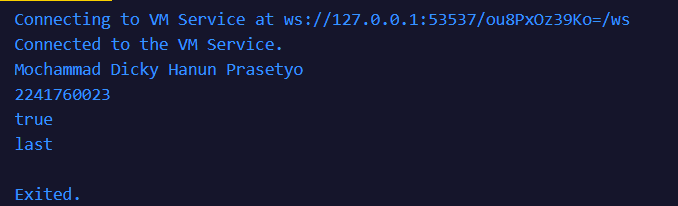 Connecting to VM Service at ws://127.0.0.1:53537/ou8PxOz39Ko=/ws
Connected to the VM Service.
Mochammad Dicky Hanun Prasetyo
2241760023
true
last
Exited.